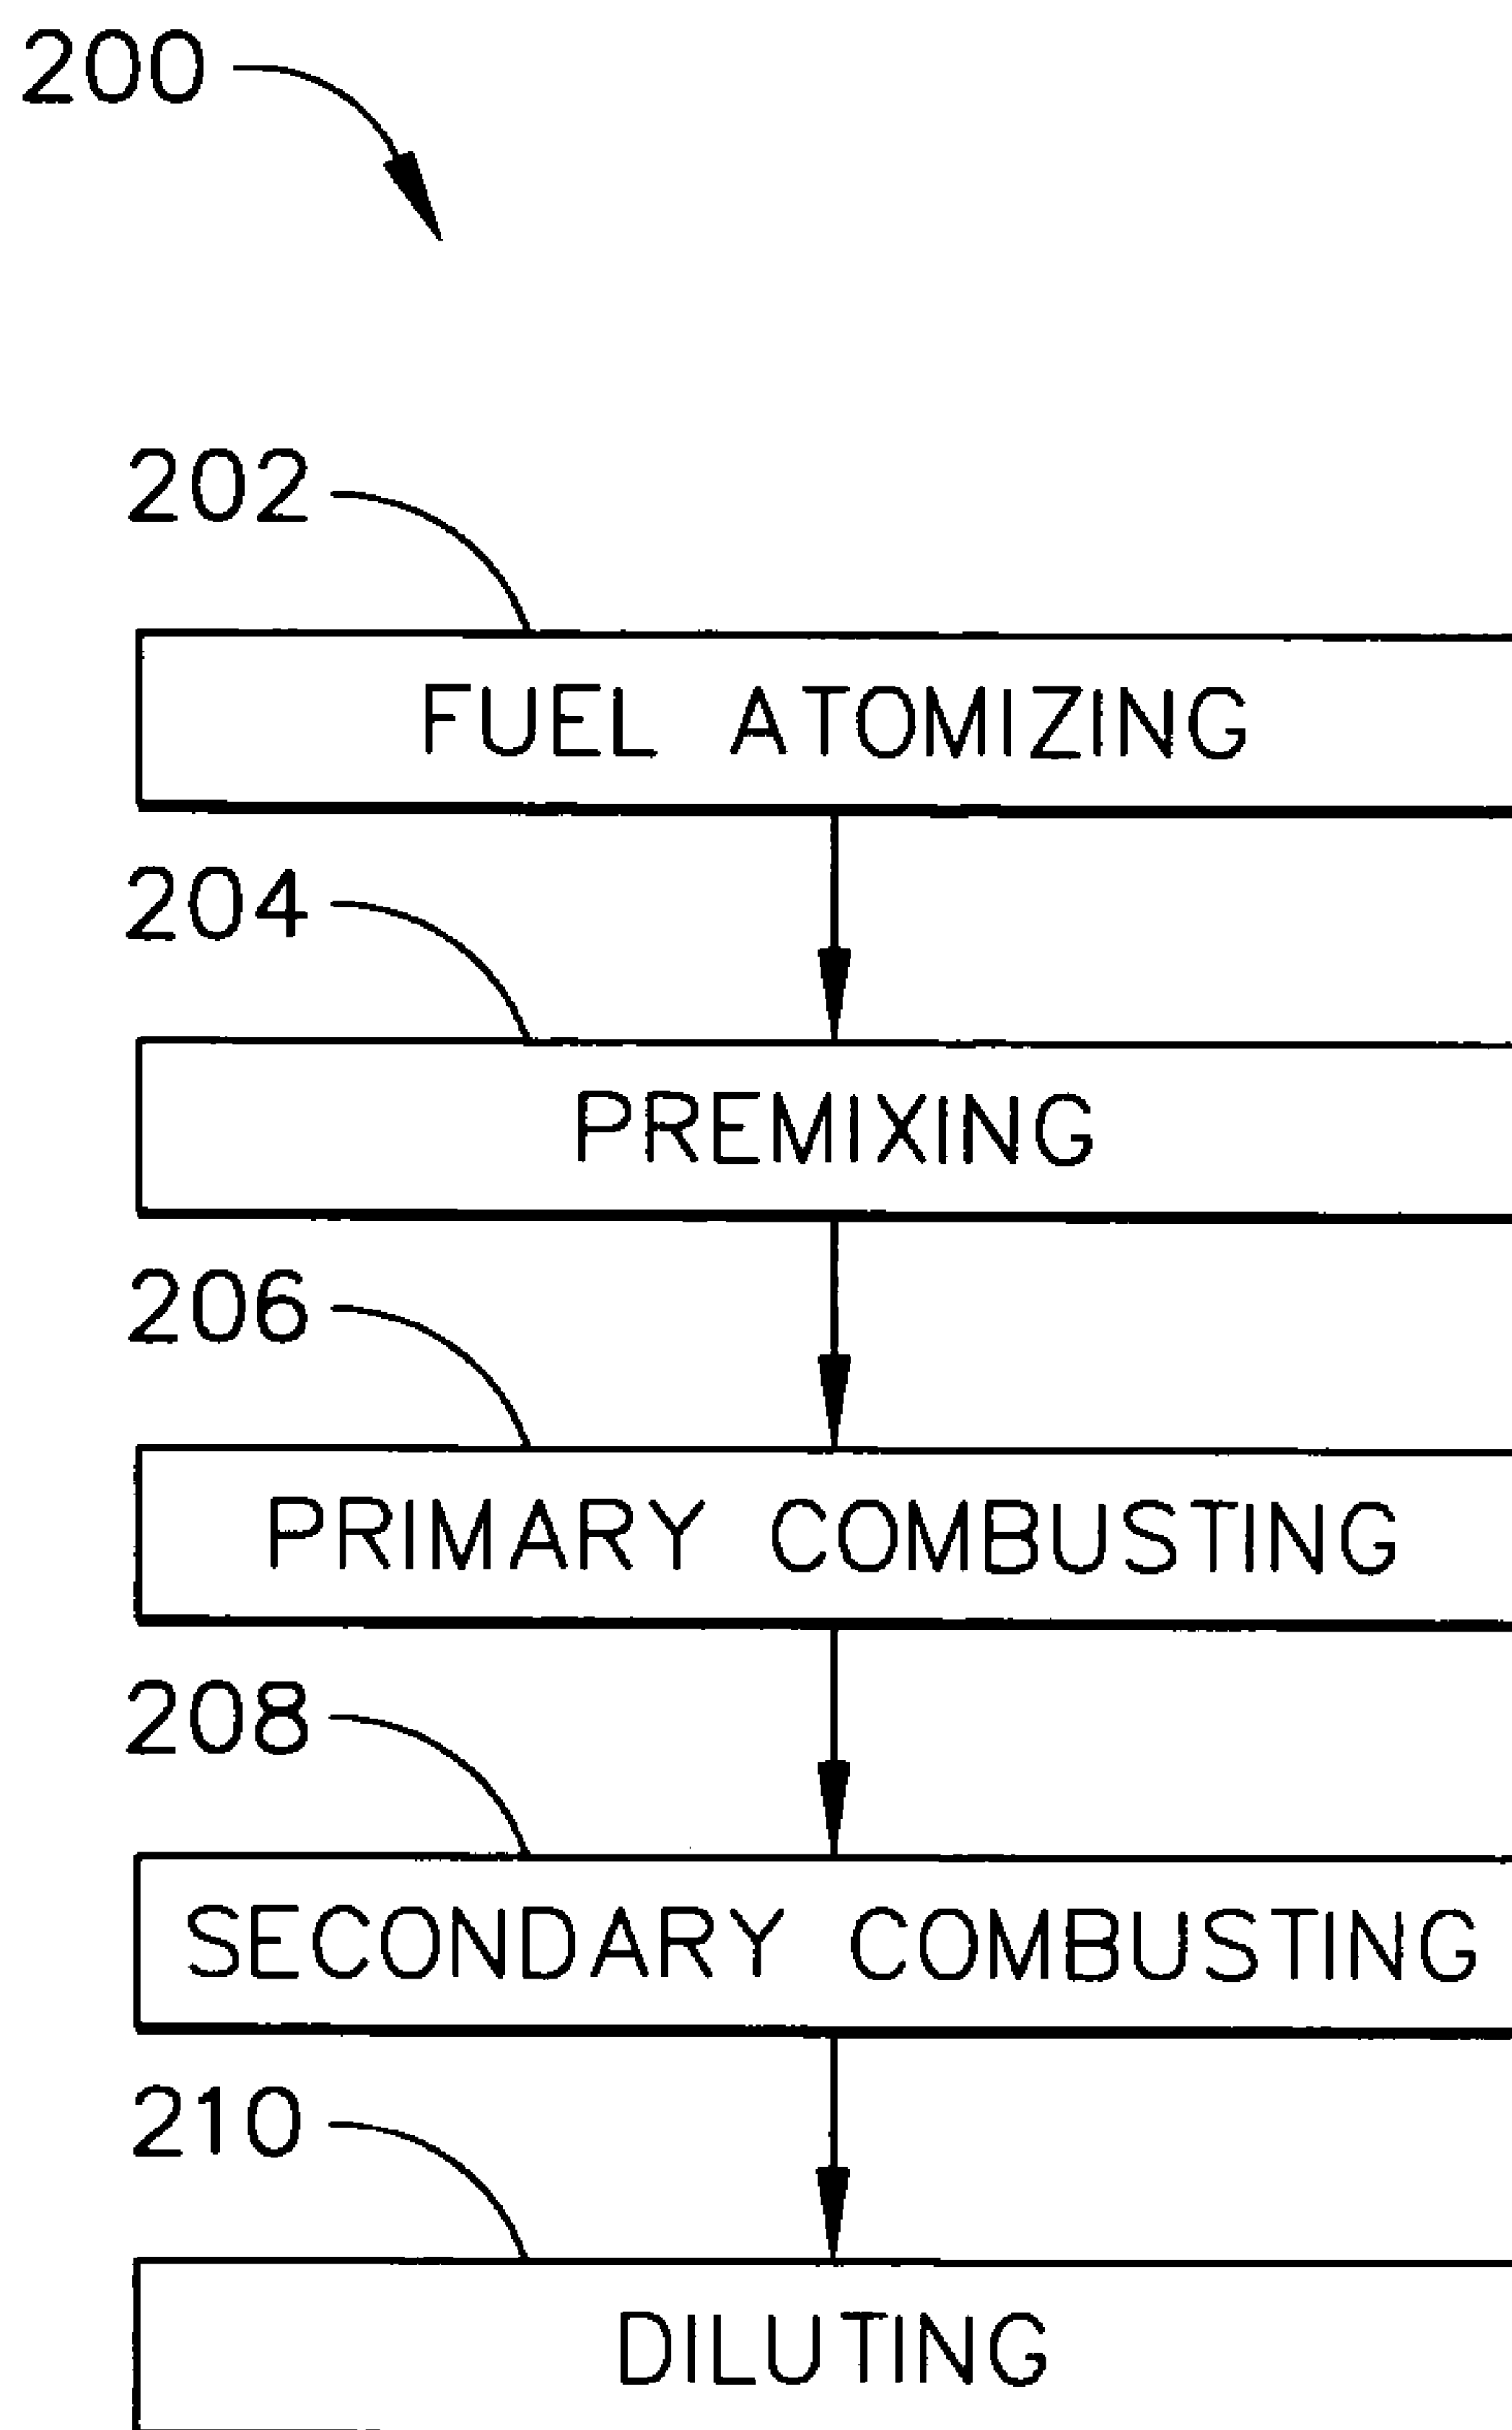 200
202
FUEL ATOMIZING
204
PREMIXING
206
PRIMARY COMBUSTING
208
SECONDARY COMBUSTING
210
DILUTING